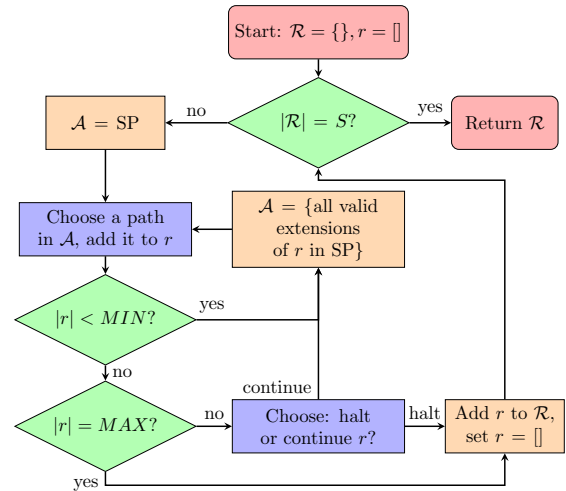 Start: ℛ = {}, r = []
|ℛ| = S?
no
yes
𝒜 = SP
Return ℛ
Choose a path
in 𝒜, add it to r
𝒜 = {all valid
extensions
of r in SP}
|r| < MIN?
yes
no
|r| = MAX?
no
continue
Choose: halt
or continue r?
halt
Add r to ℛ,
set r = []
yes